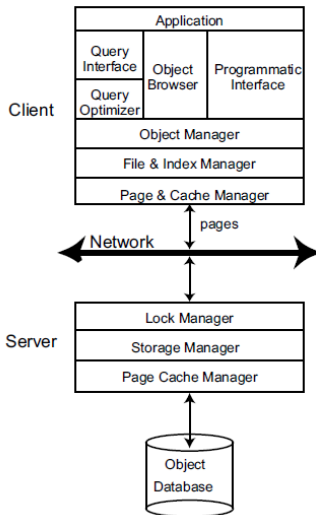 Application
Query
Interface
Query
Optimizer
Object
Browser
Programmatic
Interface
Client
Object Manager
File & Index Manager
Page & Cache Manager
pages
Network
Lock Manager
Server
Storage Manager
Page Cache Manager
Object
Database